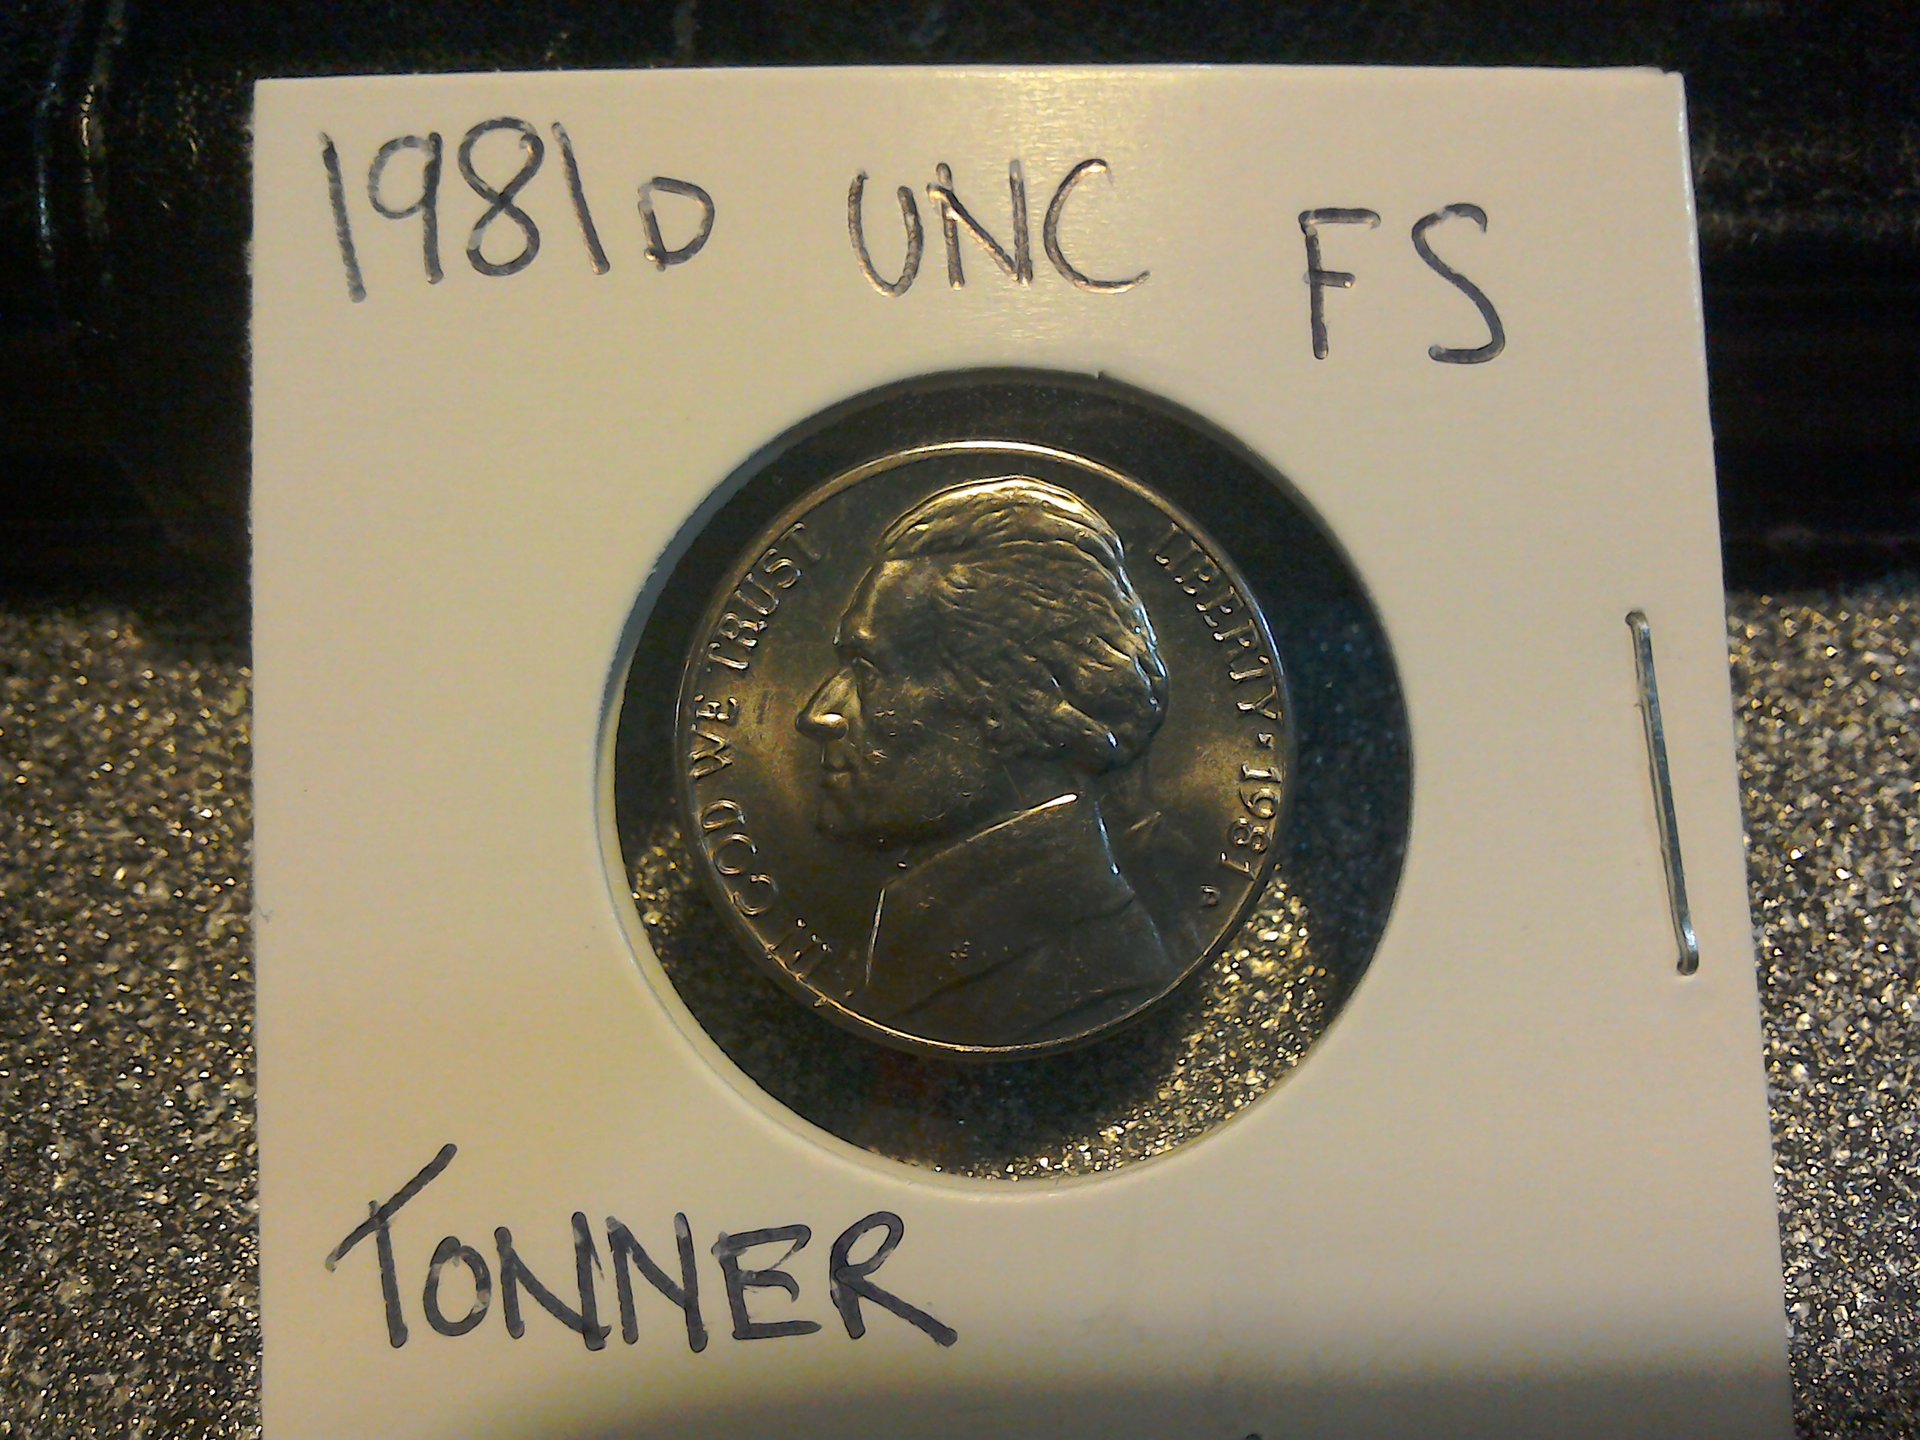 1981D UNC FS
IN GOD WE TRUST
LIBERTY · 1981
TONNER